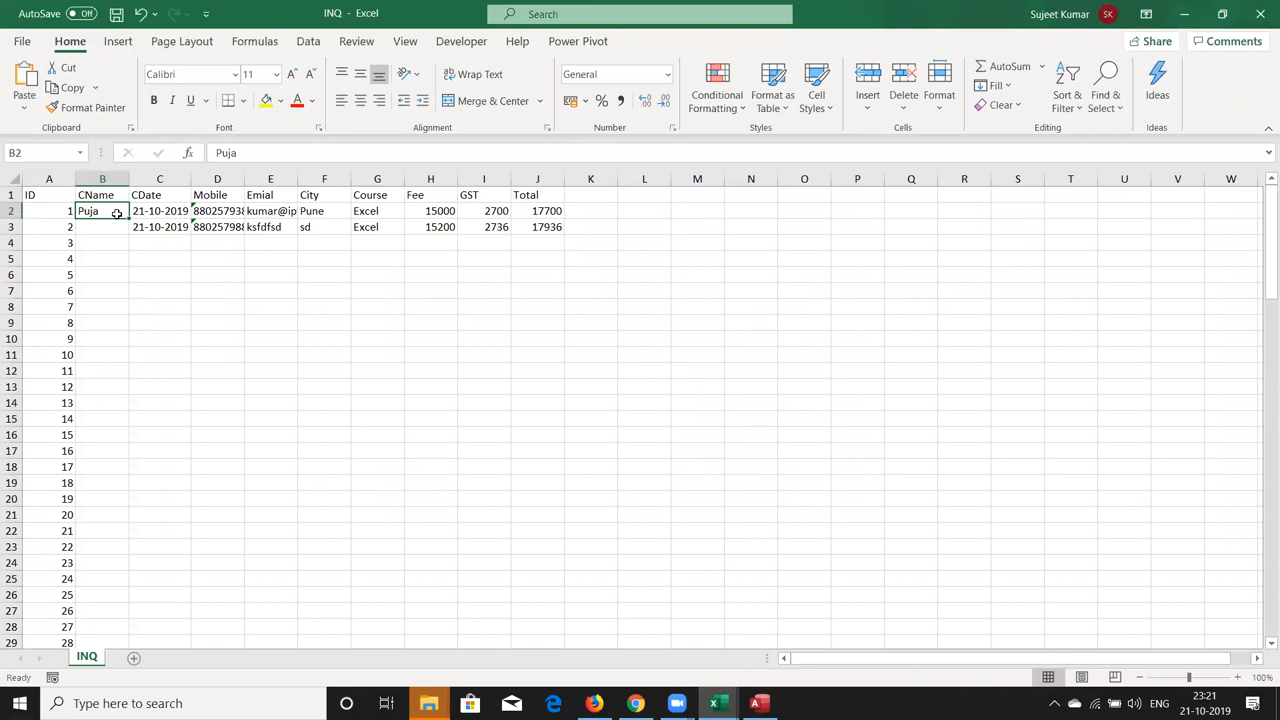 AutoSave Off INQ - Excel Search Sujeet Kumar SK
File Home Insert Page Layout Formulas Data Review View Developer Help Power Pivot Share Comments
Paste Cut Copy Format Painter Clipboard
Calibri 11 B I U A Font
Wrap Text Merge & Center Alignment
General % Number
Conditional Formatting Format as Table Cell Styles Styles
Insert Delete Format Cells
AutoSum Fill Clear Sort & Filter Find & Select Editing
Ideas Ideas
B2 fx Puja
A B C D E F G H I J K L M N O P Q R S T U V W
1 ID CName CDate Mobile Emial City Course Fee GST Total
2 1 Puja 21-10-2019 88025793 kumar@ip Pune Excel 15000 2700 17700
3 2 21-10-2019 88025798 ksfdfsd sd Excel 15200 2736 17936
4 3
5 4
6 5
7 6
8 7
9 8
10 9
11 10
12 11
13 12
14 13
15 14
16 15
17 16
18 17
19 18
20 19
21 20
22 21
23 22
24 23
25 24
26 25
27 26
28 27
29 28
INQ
Ready 100%
Type here to search ENG 23:21
21-10-2019